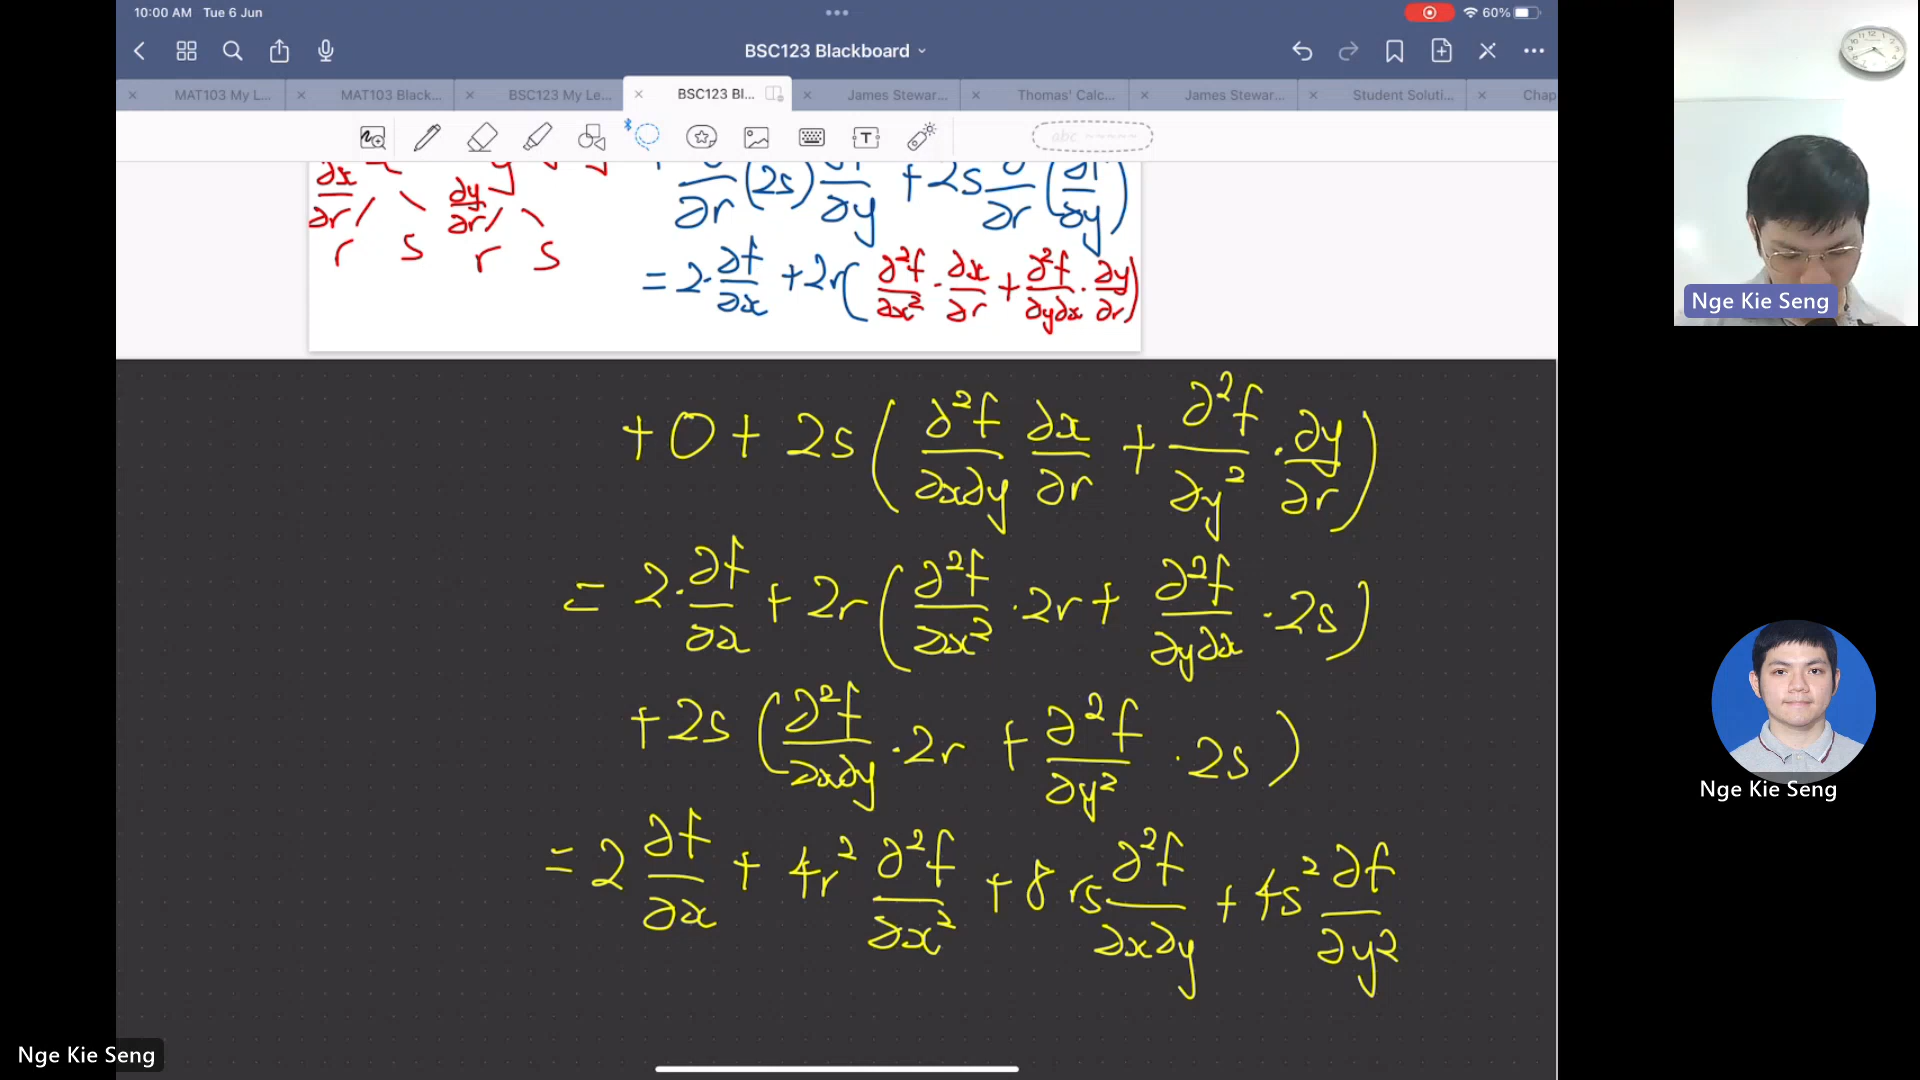 10:00 AM Tue 6 Jun
60%
BSC123 Blackboard
MAT103 My L...
MAT103 Black...
BSC123 My Le...
BSC123 Bl...
James Stewar...
Thomas' Calc...
James Stewar...
Student Soluti...
Chap
abc ~~~~~
∂x/∂r ∂y/∂r
r s r s
∂/∂r (2s) ∂f/∂y + 2s ∂/∂r (∂f/∂y)
= 2·∂f/∂x + 2r(∂²f/∂x² · ∂x/∂r + ∂²f/∂y∂x · ∂y/∂r)
+ 0 + 2s (∂²f/∂x∂y ∂x/∂r + ∂²f/∂y² · ∂y/∂r)
= 2·∂f/∂x + 2r (∂²f/∂x² · 2r + ∂²f/∂y∂x · 2s)
+ 2s (∂²f/∂x∂y · 2r + ∂²f/∂y² · 2s)
= 2 ∂f/∂x + 4r² ∂²f/∂x² + 8rs ∂²f/∂x∂y + 4s² ∂f/∂y²
Nge Kie Seng
Nge Kie Seng
Nge Kie Seng